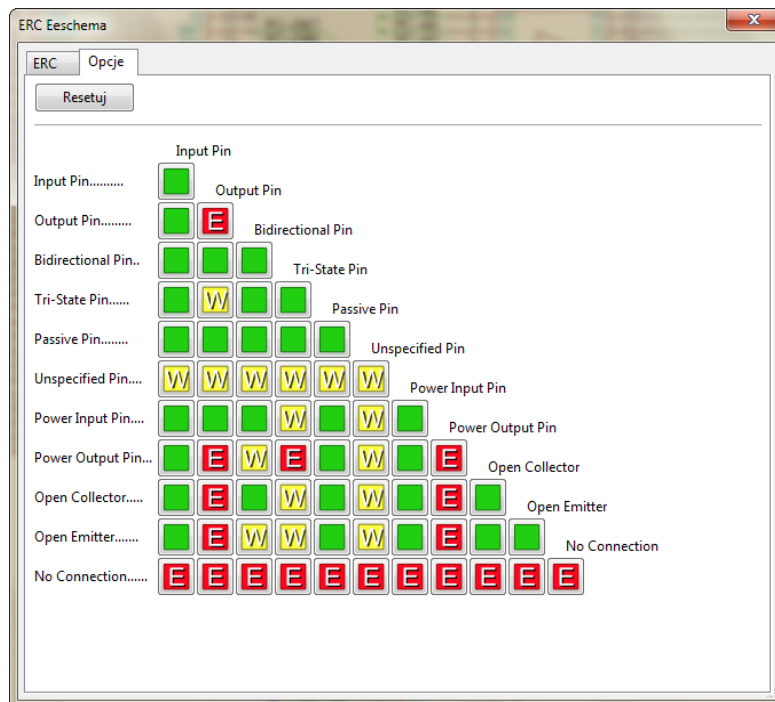 ERC Eeschema
ERC Opcje
Resetuj
Input Pin
Input Pin..........
Output Pin
Output Pin......... E
Bidirectional Pin
Bidirectional Pin..
Tri-State Pin
Tri-State Pin...... W
Passive Pin
Passive Pin........
Unspecified Pin
Unspecified Pin.... W W W W W W
Power Input Pin
Power Input Pin.... W W
Power Output Pin
Power Output Pin... E W E W E
Open Collector
Open Collector..... E W W E
Open Emitter
Open Emitter....... E W W W E
No Connection
No Connection...... E E E E E E E E E E E